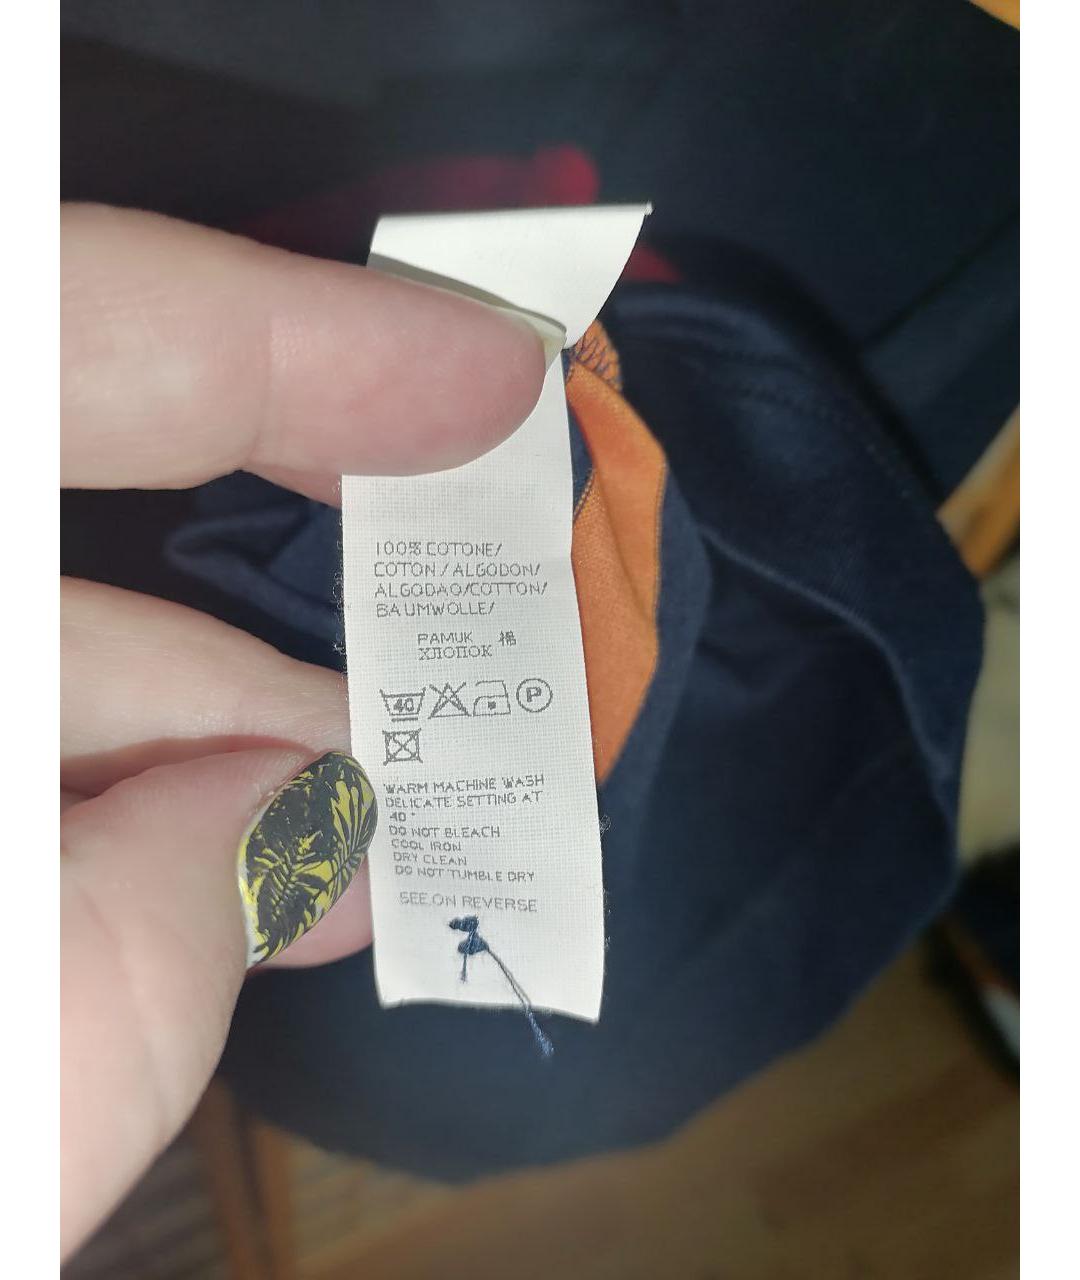 100% COTONE/
COTON / ALGODON/
ALGODAO/COTTON/
BAUMWOLLE/
PAMUK 棉
ХЛОПОК
40 P
WARM MACHINE WASH
DELICATE SETTING AT
40°
DO NOT BLEACH
COOL IRON
DRY CLEAN
DO NOT TUMBLE DRY
SEE ON REVERSE